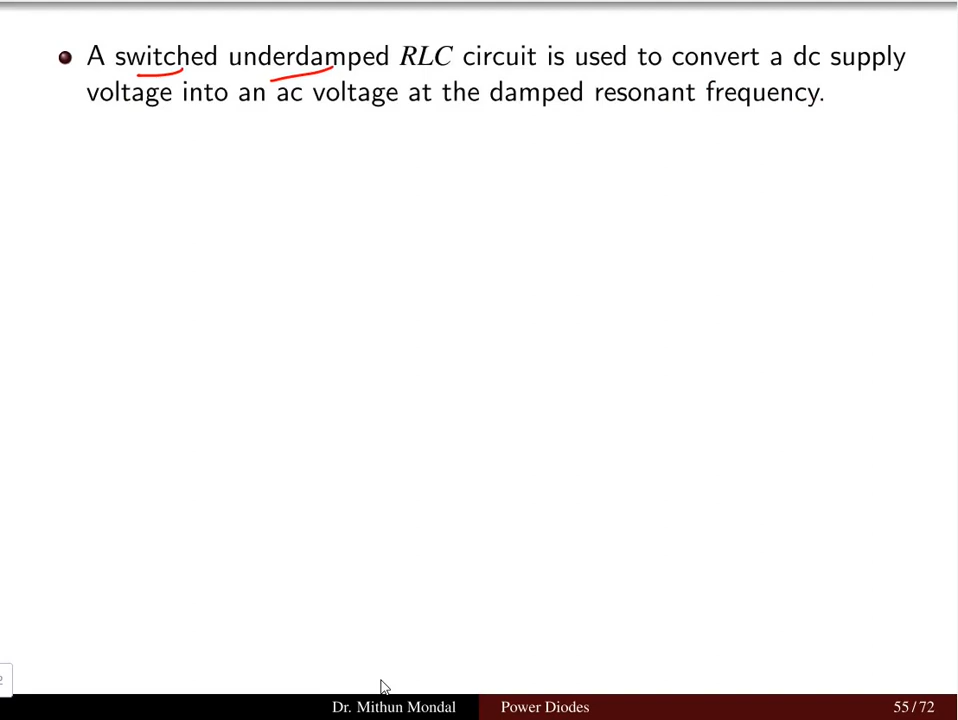 A switched underdamped RLC circuit is used to convert a dc supply
voltage into an ac voltage at the damped resonant frequency.
2
Dr. Mithun Mondal Power Diodes 55 / 72